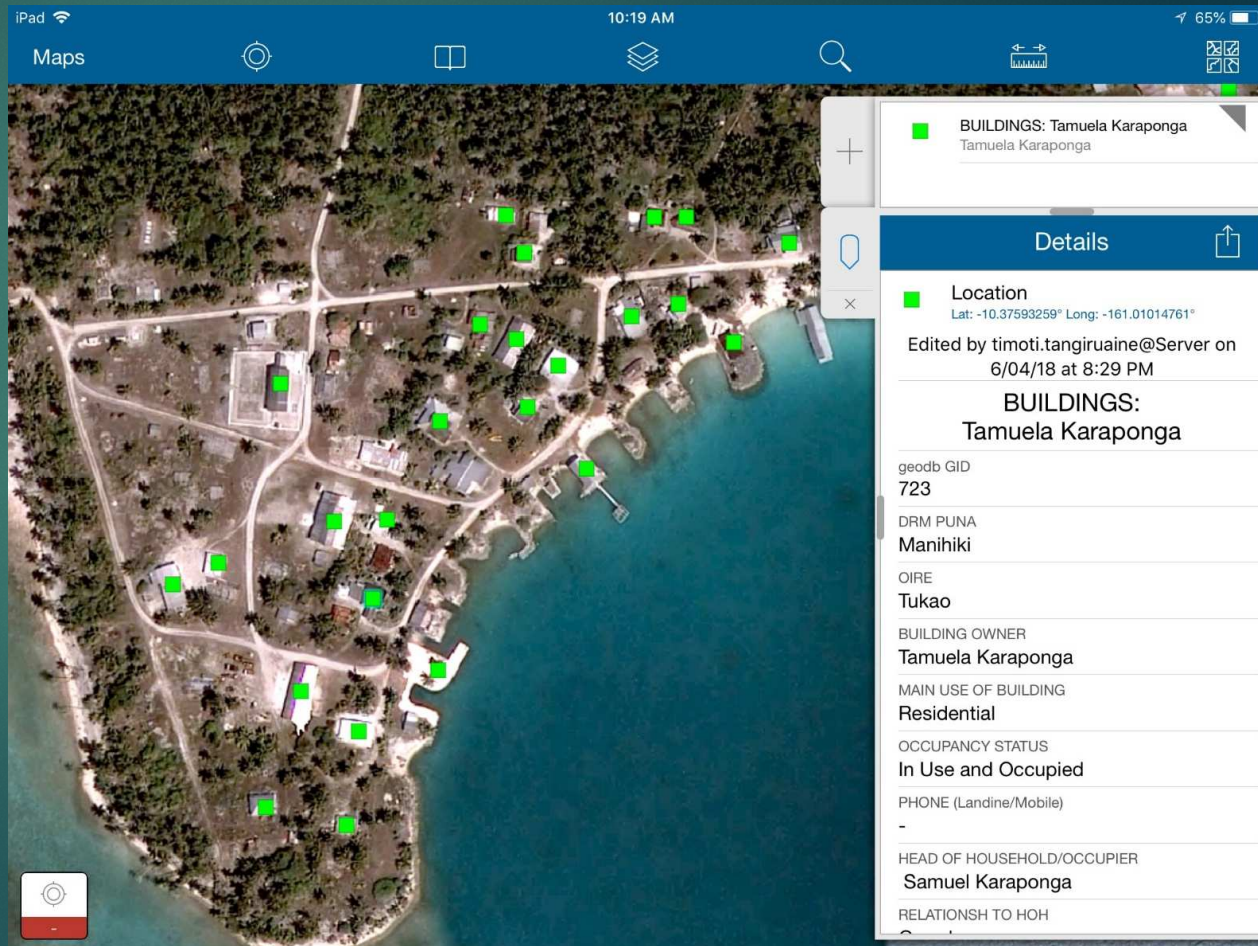 iPad
10:19 AM
65%
Maps
BUILDINGS: Tamuela Karaponga
Tamuela Karaponga
Details
Location
Lat: -10.37593259° Long: -161.01014761°
Edited by timoti.tangiruaine@Server on
6/04/18 at 8:29 PM
BUILDINGS:
Tamuela Karaponga
geodb GID
723
DRM PUNA
Manihiki
OIRE
Tukao
BUILDING OWNER
Tamuela Karaponga
MAIN USE OF BUILDING
Residential
OCCUPANCY STATUS
In Use and Occupied
PHONE (Landine/Mobile)
-
HEAD OF HOUSEHOLD/OCCUPIER
Samuel Karaponga
RELATIONSH TO HOH